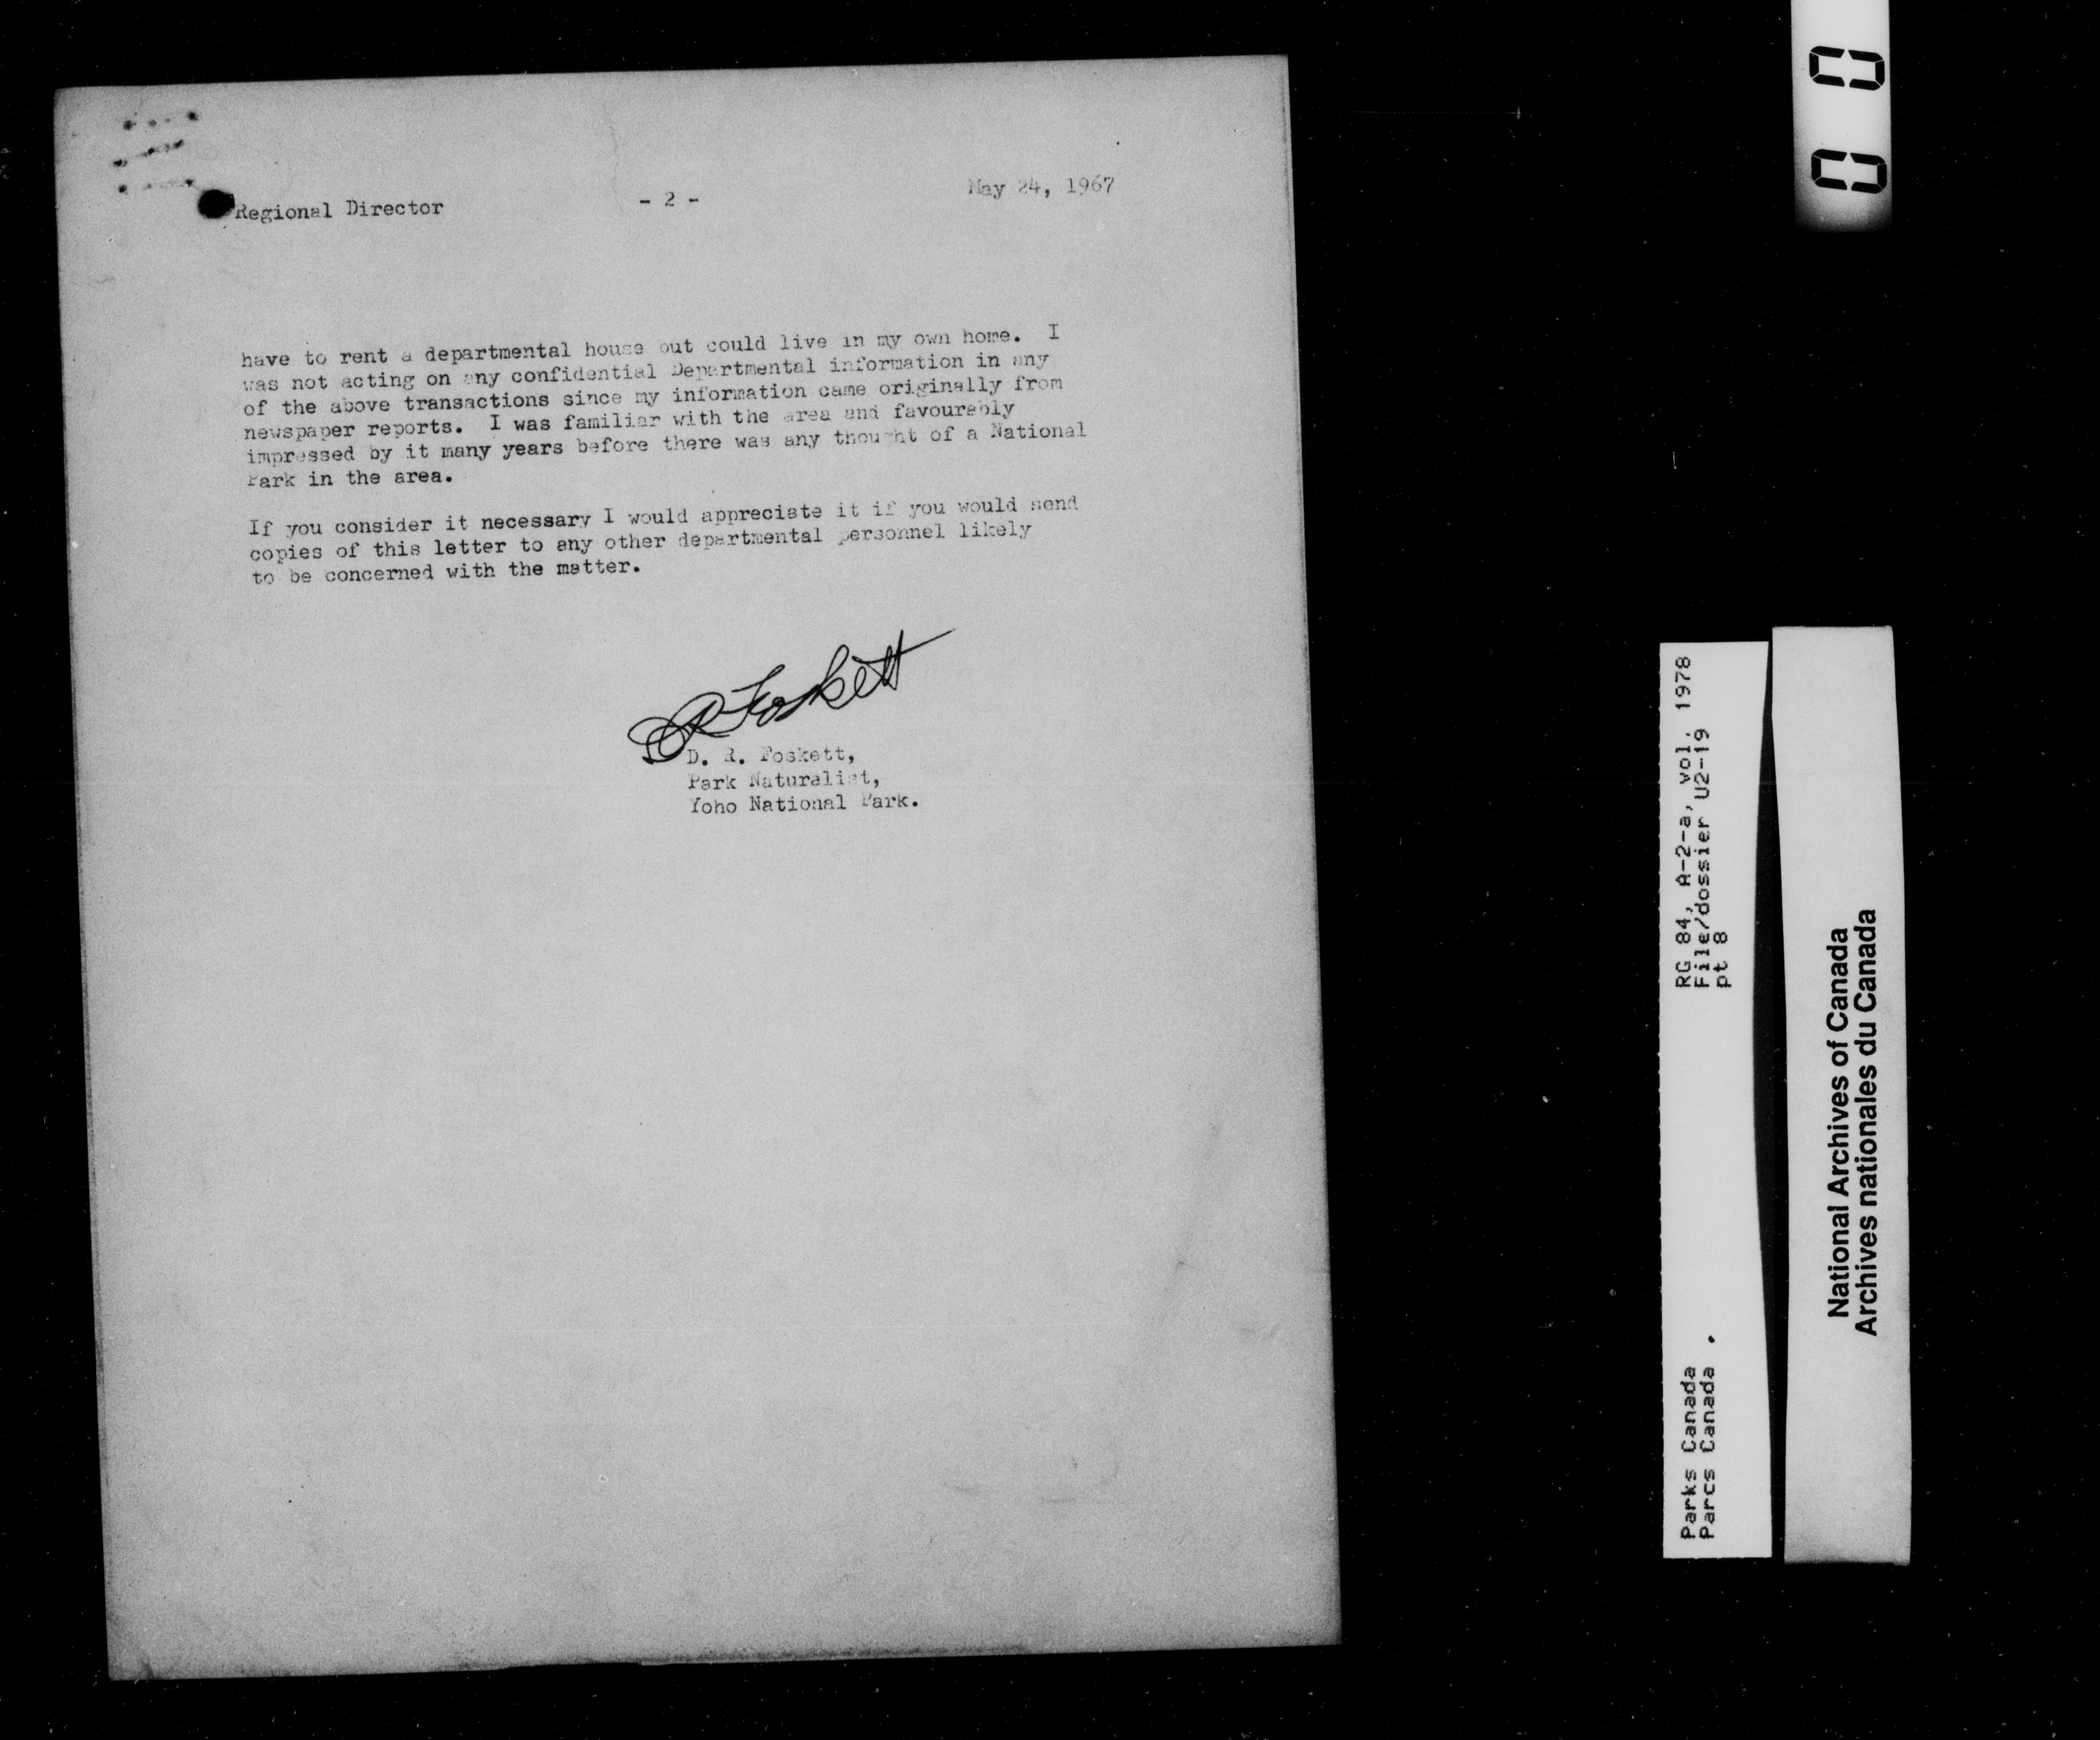 Regional Director - 2 - May 24, 1967
have to rent a departmental house but could live in my own home. I
was not acting on any confidential Departmental information in any
of the above transactions since my information came originally from
newspaper reports. I was familiar with the area and favourably
impressed by it many years before there was any thought of a National
Park in the area.
If you consider it necessary I would appreciate it if you would send
copies of this letter to any other departmental personnel likely
to be concerned with the matter.
DRFoskett
D. R. Foskett,
Park Naturalist,
Yoho National Park.
00
RG 84, A-2-a, vol. 1978
File/dossier U2-19
pt 8
Parks Canada
Parcs Canada .
National Archives of Canada
Archives nationales du Canada